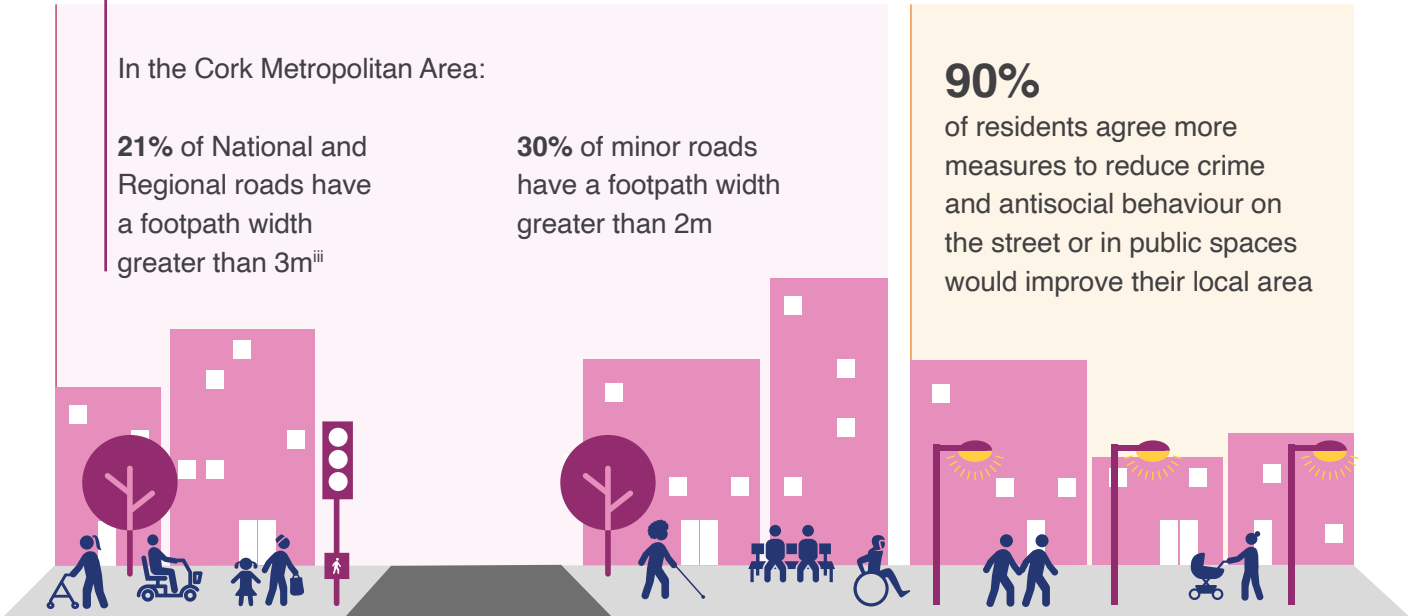 In the Cork Metropolitan Area:
21% of National and
Regional roads have
a footpath width
greater than 3miii
30% of minor roads
have a footpath width
greater than 2m
90%
of residents agree more
measures to reduce crime
and antisocial behaviour on
the street or in public spaces
would improve their local area